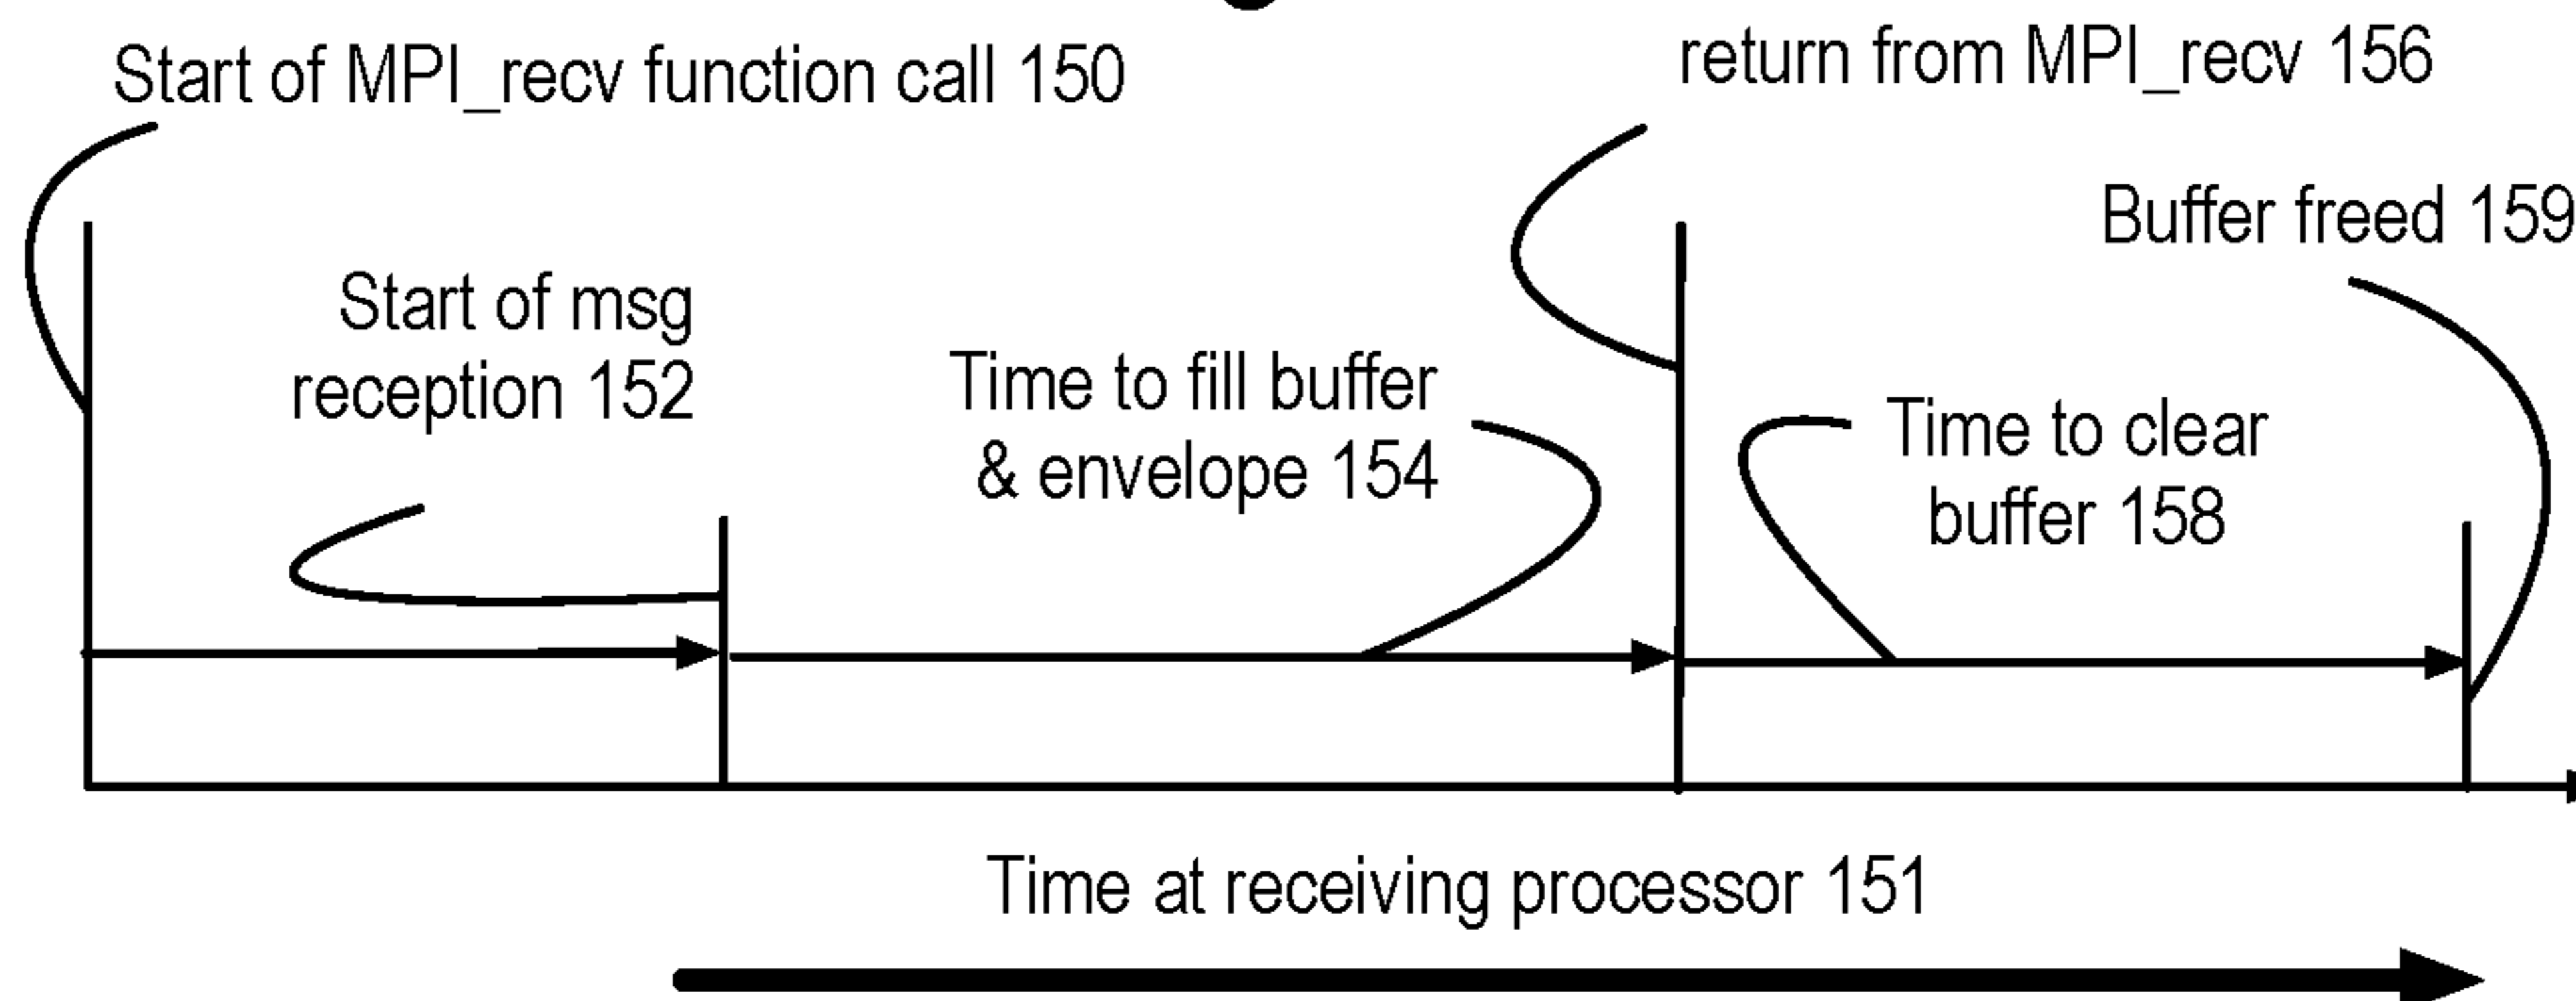 Start of MPI_recv function call 150
return from MPI_recv 156
Buffer freed 159
Start of msg
reception 152
Time to fill buffer
& envelope 154
Time to clear
buffer 158
Time at receiving processor 151